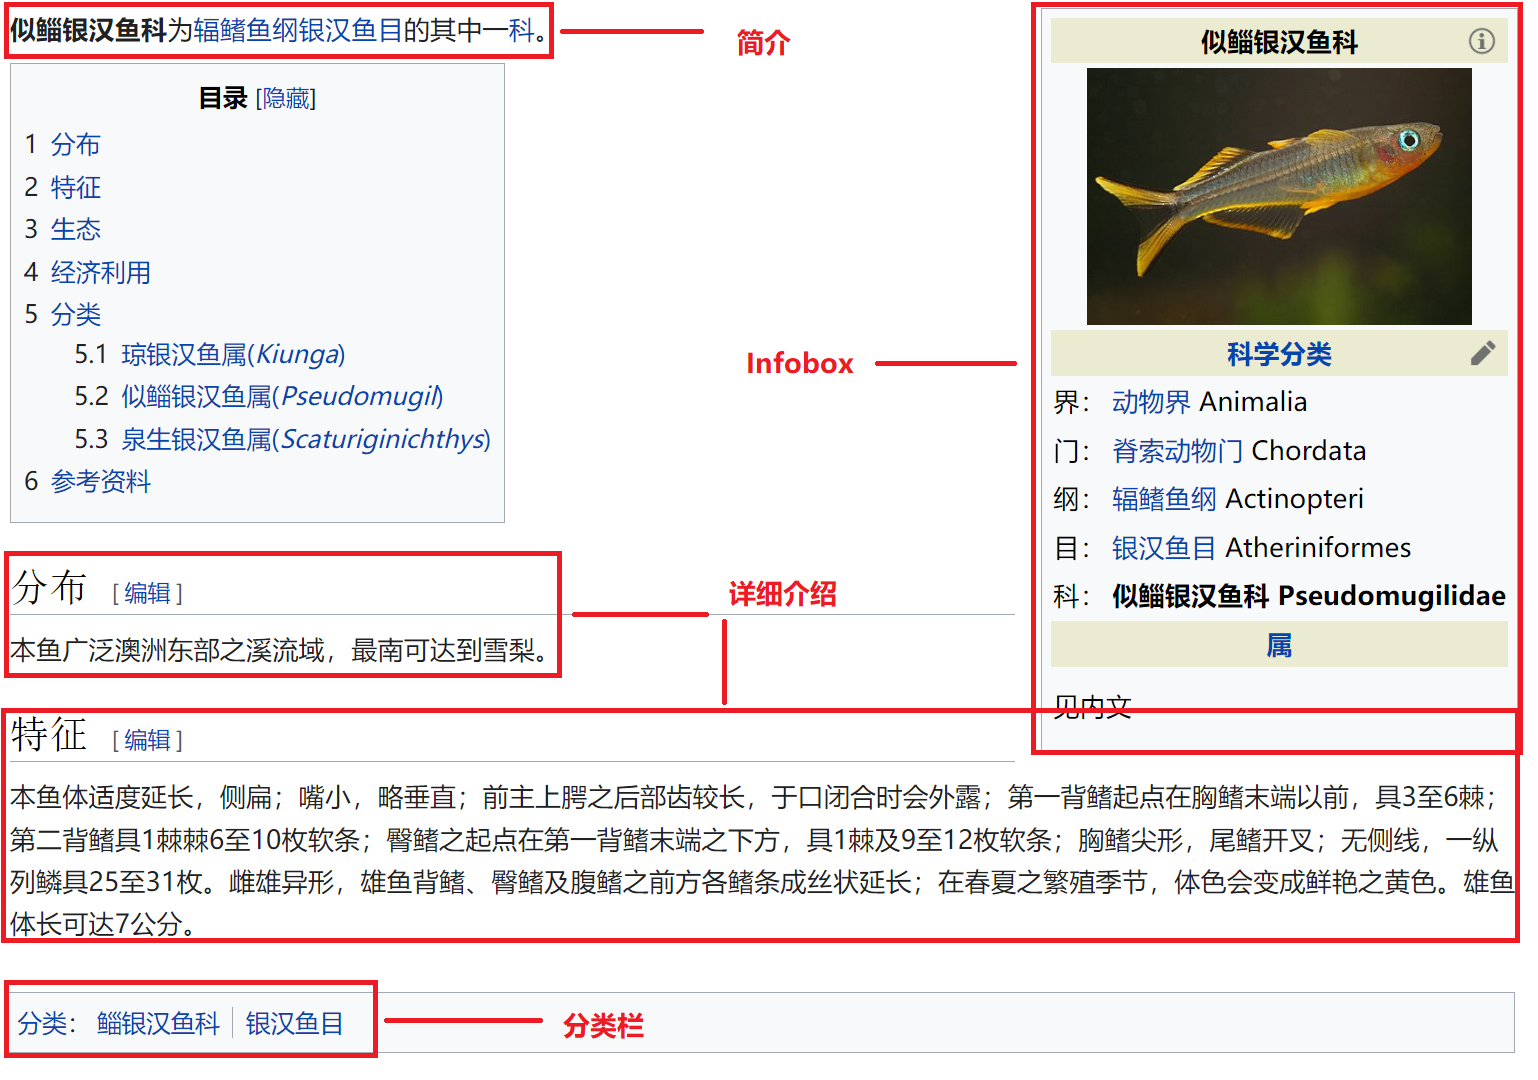 似鲻银汉鱼科为辐鳍鱼纲银汉鱼目的其中一科。
简介
目录 [隐藏]
1 分布
2 特征
3 生态
4 经济利用
5 分类
5.1 琼银汉鱼属(Kiunga)
5.2 似鲻银汉鱼属(Pseudomugil)
5.3 泉生银汉鱼属(Scaturiginichthys)
6 参考资料
似鲻银汉鱼科
Infobox
科学分类
界： 动物界 Animalia
门： 脊索动物门 Chordata
纲： 辐鳍鱼纲 Actinopteri
目： 银汉鱼目 Atheriniformes
科： 似鲻银汉鱼科 Pseudomugilidae
属
见内文
分布 [ 编辑 ]
详细介绍
本鱼广泛澳洲东部之溪流域，最南可达到雪梨。
特征 [ 编辑 ]
本鱼体适度延长，侧扁；嘴小，略垂直；前主上腭之后部齿较长，于口闭合时会外露；第一背鳍起点在胸鳍末端以前，具3至6棘；
第二背鳍具1棘棘6至10枚软条；臀鳍之起点在第一背鳍末端之下方，具1棘及9至12枚软条；胸鳍尖形，尾鳍开叉；无侧线，一纵
列鳞具25至31枚。雌雄异形，雄鱼背鳍、臀鳍及腹鳍之前方各鳍条成丝状延长；在春夏之繁殖季节，体色会变成鲜艳之黄色。雄鱼
体长可达7公分。
分类： 鲻银汉鱼科 | 银汉鱼目
分类栏